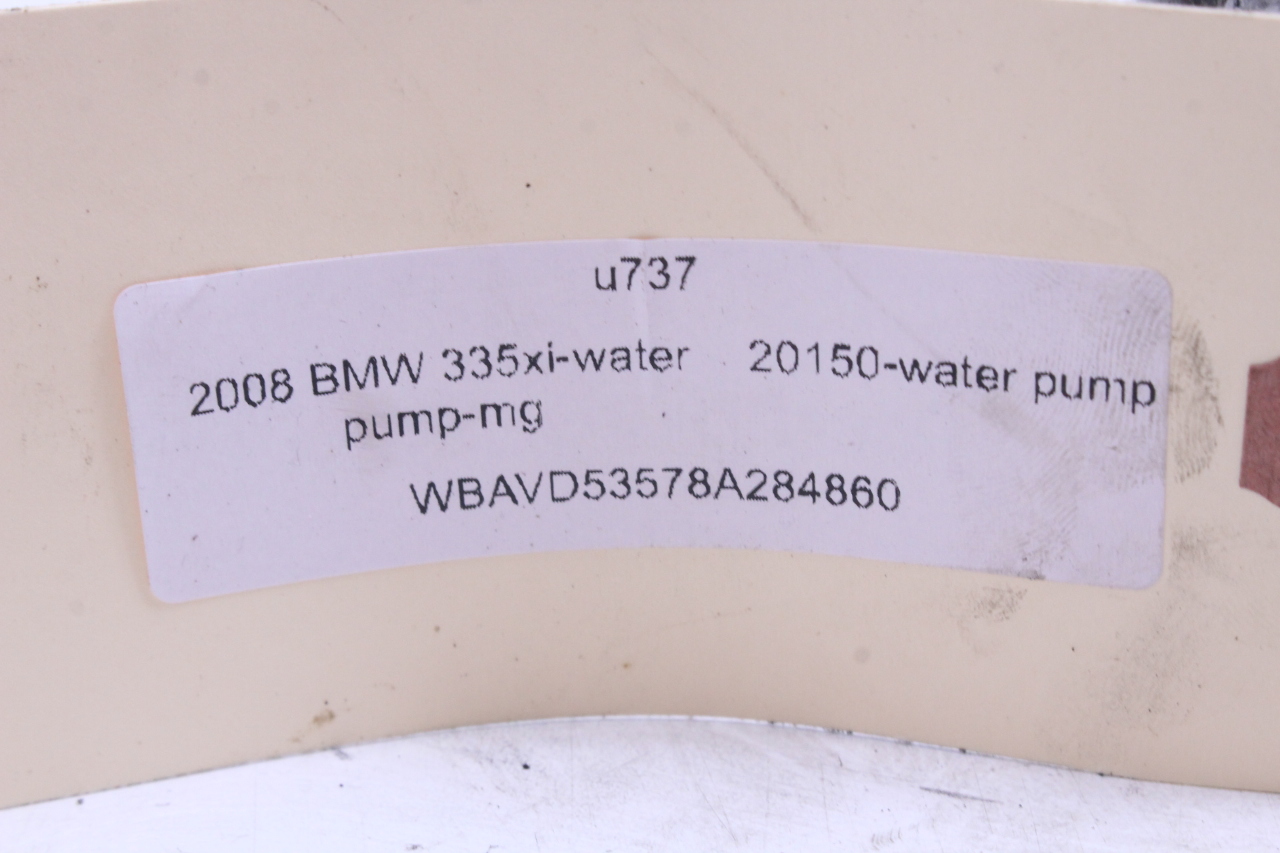 u737
2008 BMW 335xi-water 20150-water pump
pump-mg
WBAVD53578A284860